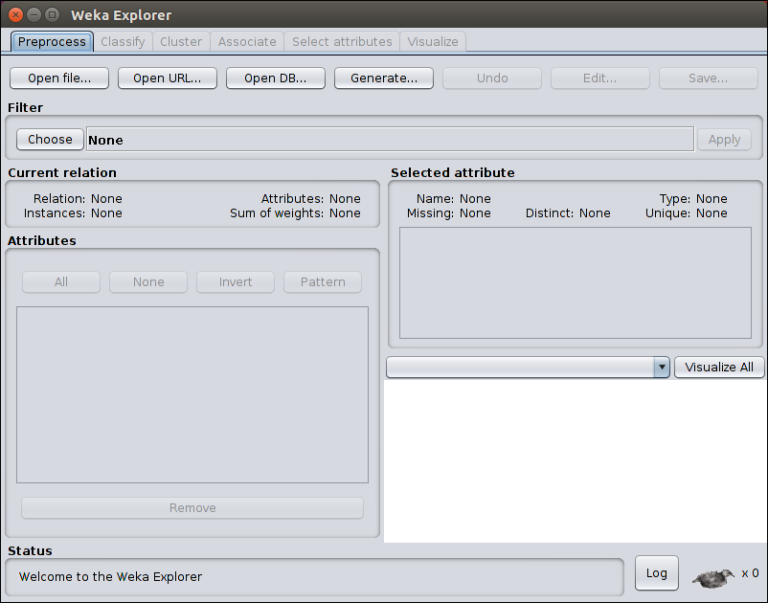 Weka Explorer
Preprocess Classify Cluster Associate Select attributes Visualize
Open file... Open URL... Open DB... Generate... Undo Edit... Save...
Filter
Choose None Apply
Current relation
Relation: None Attributes: None
Instances: None Sum of weights: None
Selected attribute
Name: None Type: None
Missing: None Distinct: None Unique: None
Attributes
All None Invert Pattern
Visualize All
Remove
Status
Welcome to the Weka Explorer
Log x 0